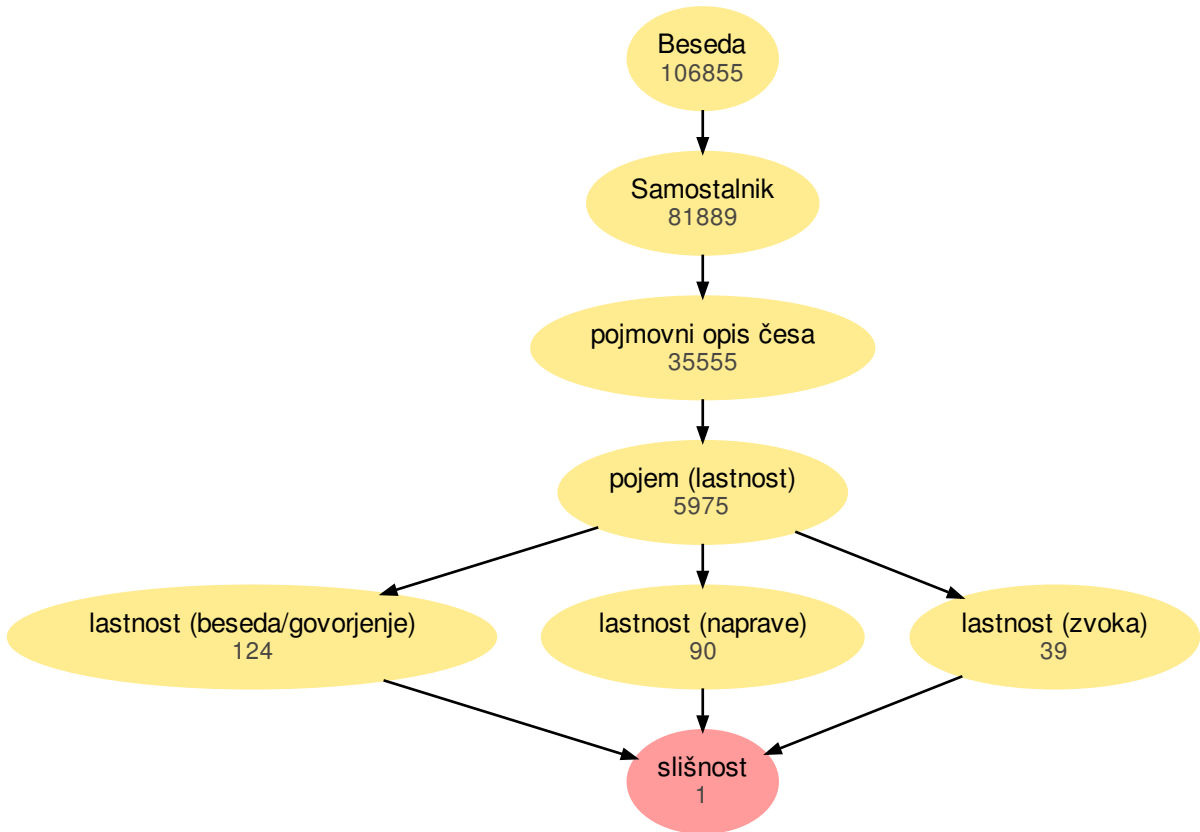 Beseda
106855
Samostalnik
81889
pojmovni opis česa
35555
pojem (lastnost)
5975
lastnost (beseda/govorjenje)
124
lastnost (naprave)
90
lastnost (zvoka)
39
slišnost
1